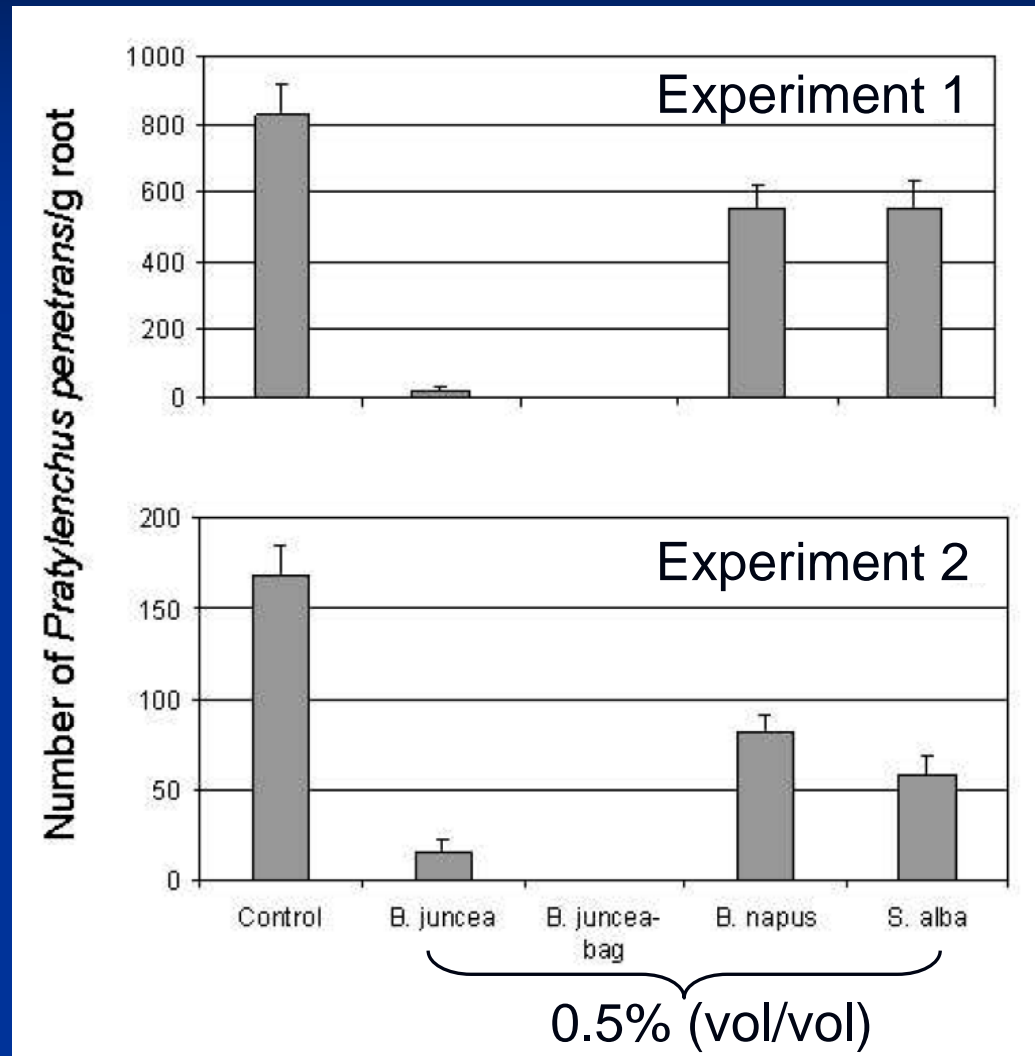 Number of Pratylenchus penetrans/g root
Experiment 1
1000
800
600
400
200
0
Experiment 2
200
150
100
50
0
Control
B. juncea
B. juncea-
bag
B. napus
S. alba
0.5% (vol/vol)